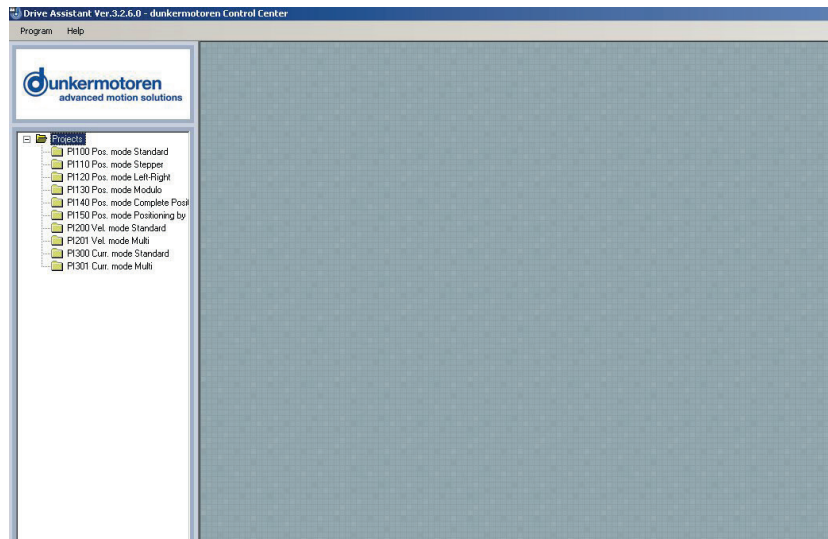 Drive Assistant Ver.3.2.6.0 - dunkermotoren Control Center
Program Help
dunkermotoren
advanced motion solutions
Projects
PI100 Pos. mode Standard
PI110 Pos. mode Stepper
PI120 Pos. mode Left-Right
PI130 Pos. mode Modulo
PI140 Pos. mode Complete Posit
PI150 Pos. mode Positioning by
PI200 Vel. mode Standard
PI201 Vel. mode Multi
PI300 Curr. mode Standard
PI301 Curr. mode Multi